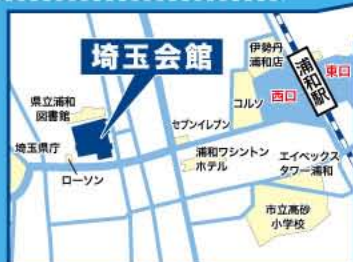 埼玉会館
伊勢丹
浦和店
浦和駅
東口
西口
コルソ
県立浦和
図書館
セブンイレブン
埼玉県庁
ローソン
浦和ワシントン
ホテル
エイペックス
タワー浦和
市立高砂
小学校